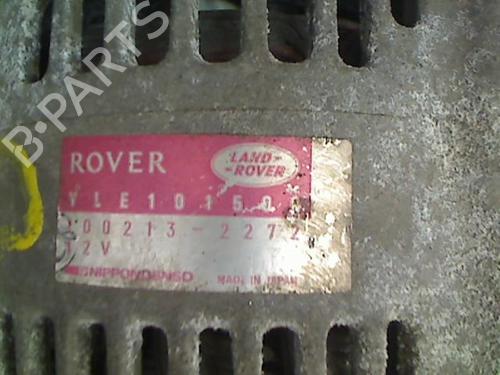 B-PARTS
ROVER
LAND-
-ROVER
YLE10150
00213-2272
12V
NIPPONDENSO MADE IN JAPAN